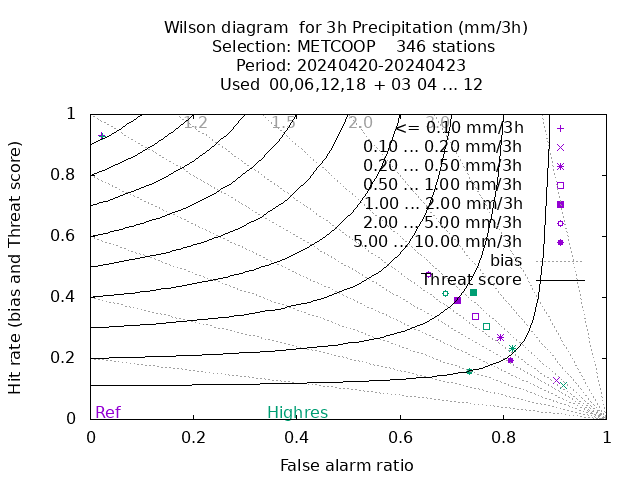 Wilson diagram  for 3h Precipitation (mm/3h)
Selection: METCOOP    346 stations
Period: 20240420-20240423
Used 00,06,12,18 + 03 04 ... 12
1.2 1.5 2.0 3.0
<= 0.10 mm/3h
0.10 ... 0.20 mm/3h
0.20 ... 0.50 mm/3h
0.50 ... 1.00 mm/3h
1.00 ... 2.00 mm/3h
2.00 ... 5.00 mm/3h
5.00 ... 10.00 mm/3h
bias
Threat score
Hit rate (bias and Threat score)
1
0.8
0.6
0.4
0.2
0
Ref Highres
0 0.2 0.4 0.6 0.8 1
False alarm ratio